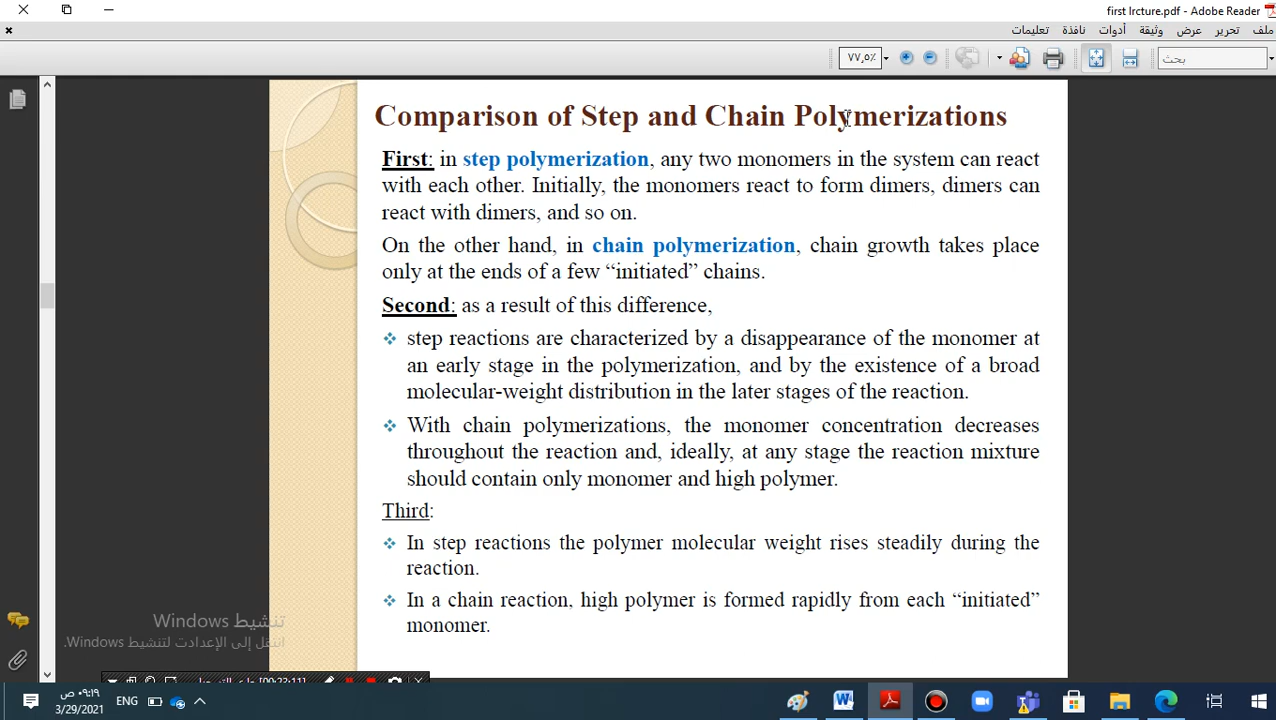 first lrcture.pdf - Adobe Reader
ملف تحرير عرض وثيقة أدوات نافذة تعليمات
٧٧,٥٪ بحث
Comparison of Step and Chain Polymerizations
First: in step polymerization, any two monomers in the system can react
with each other. Initially, the monomers react to form dimers, dimers can
react with dimers, and so on.
On the other hand, in chain polymerization, chain growth takes place
only at the ends of a few “initiated” chains.
Second: as a result of this difference,
❖ step reactions are characterized by a disappearance of the monomer at
an early stage in the polymerization, and by the existence of a broad
molecular-weight distribution in the later stages of the reaction.
❖ With chain polymerizations, the monomer concentration decreases
throughout the reaction and, ideally, at any stage the reaction mixture
should contain only monomer and high polymer.
Third:
❖ In step reactions the polymer molecular weight rises steadily during the
reaction.
❖ In a chain reaction, high polymer is formed rapidly from each “initiated”
monomer.
تنشيط Windows
انتقل إلى الإعدادات لتنشيط Windows.
[00:23:11]
٠٩:١٩ ص
ENG
3/29/2021